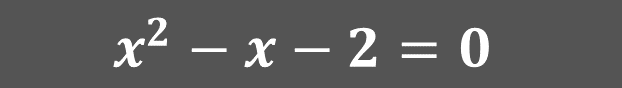 x² − x − 2 = 0